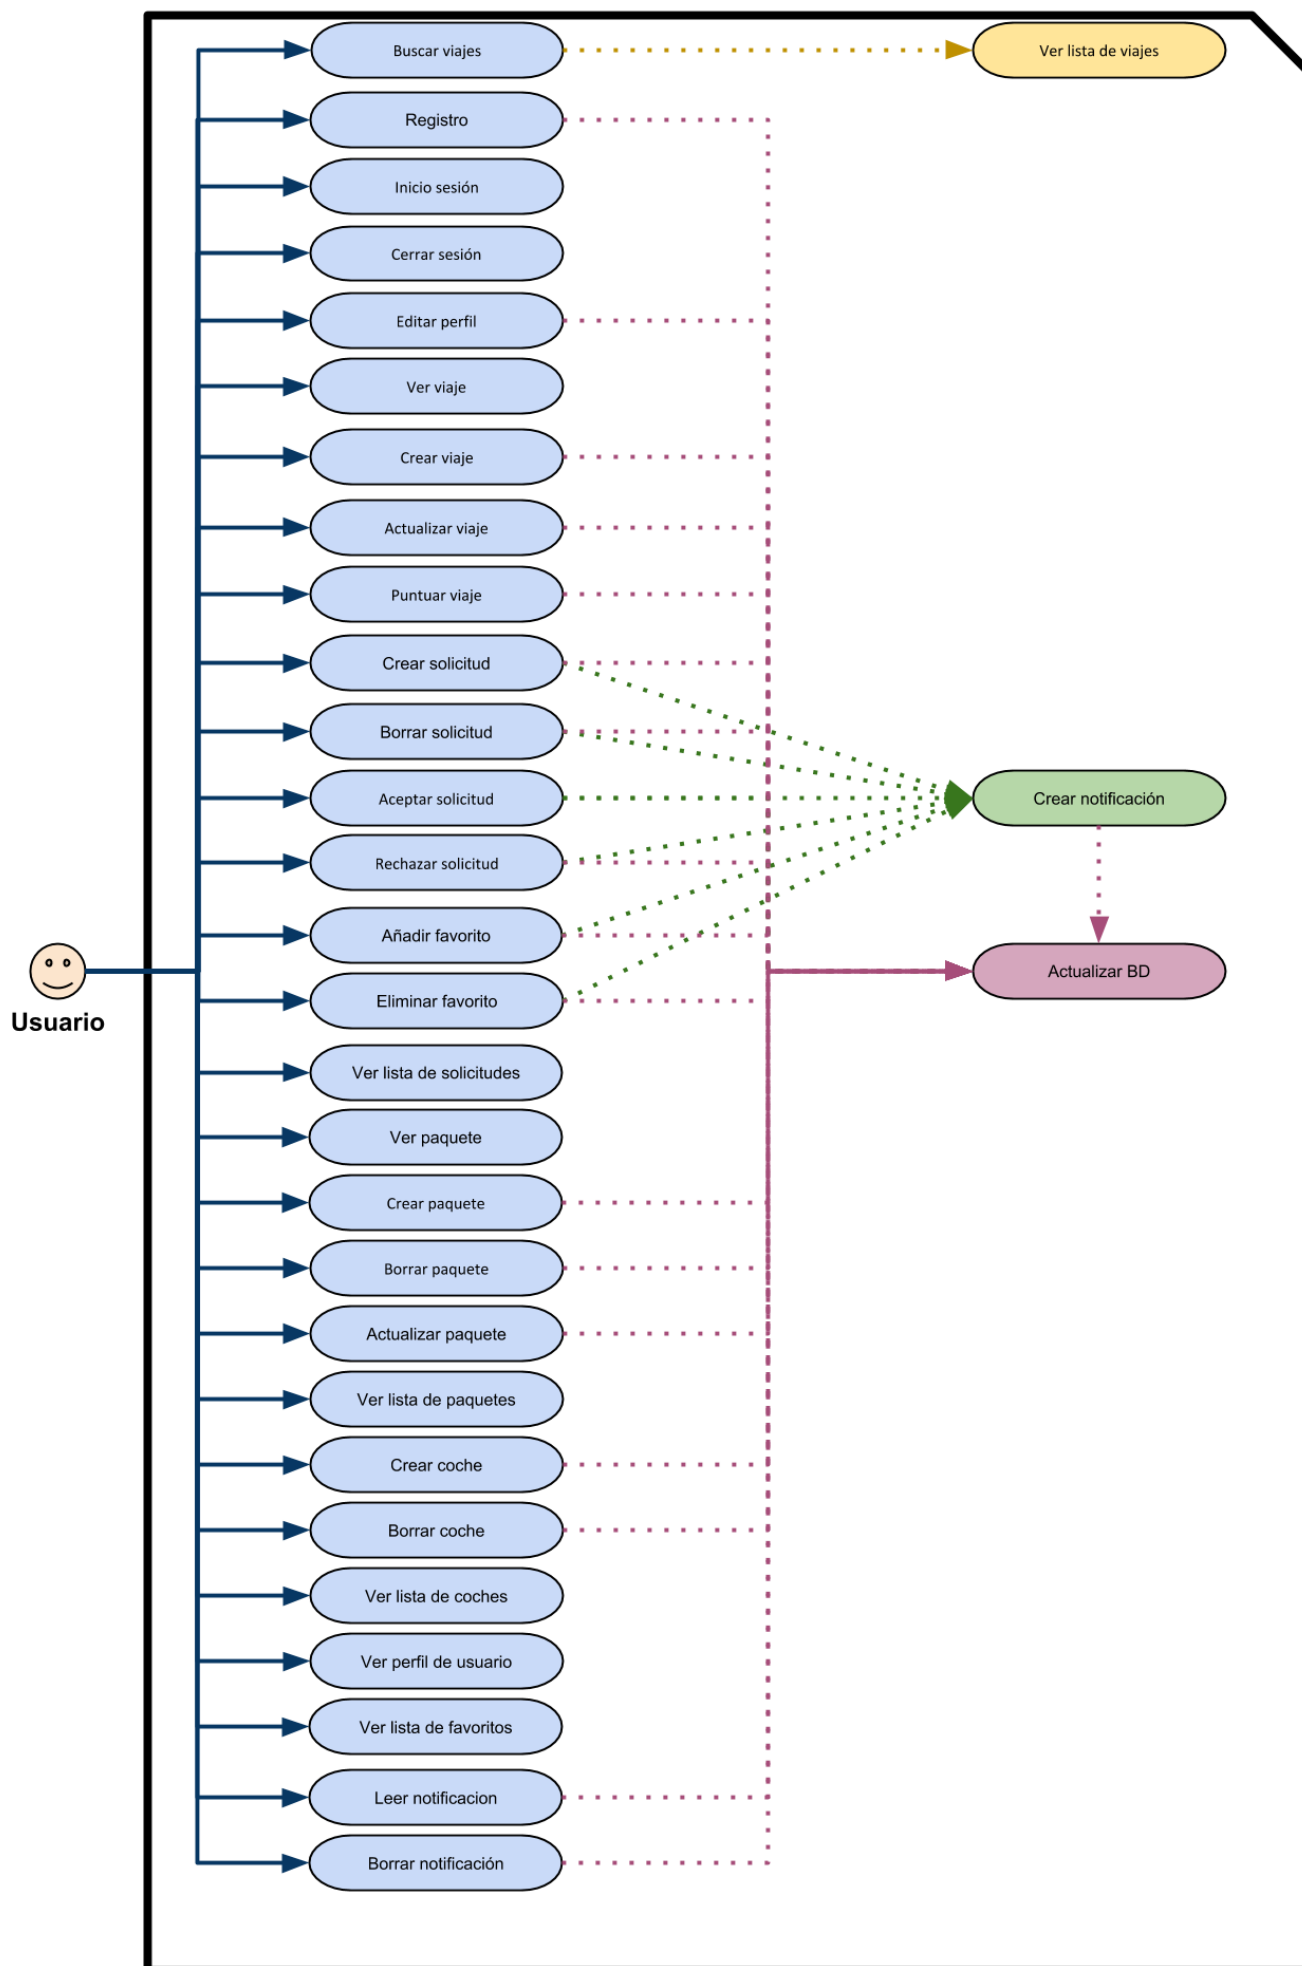 Buscar viajes
Ver lista de viajes
Registro
Inicio sesión
Cerrar sesión
Editar perfil
Ver viaje
Crear viaje
Actualizar viaje
Puntuar viaje
Crear solicitud
Borrar solicitud
Aceptar solicitud
Crear notificación
Rechazar solicitud
Añadir favorito
Actualizar BD
Eliminar favorito
Usuario
Ver lista de solicitudes
Ver paquete
Crear paquete
Borrar paquete
Actualizar paquete
Ver lista de paquetes
Crear coche
Borrar coche
Ver lista de coches
Ver perfil de usuario
Ver lista de favoritos
Leer notificacion
Borrar notificación